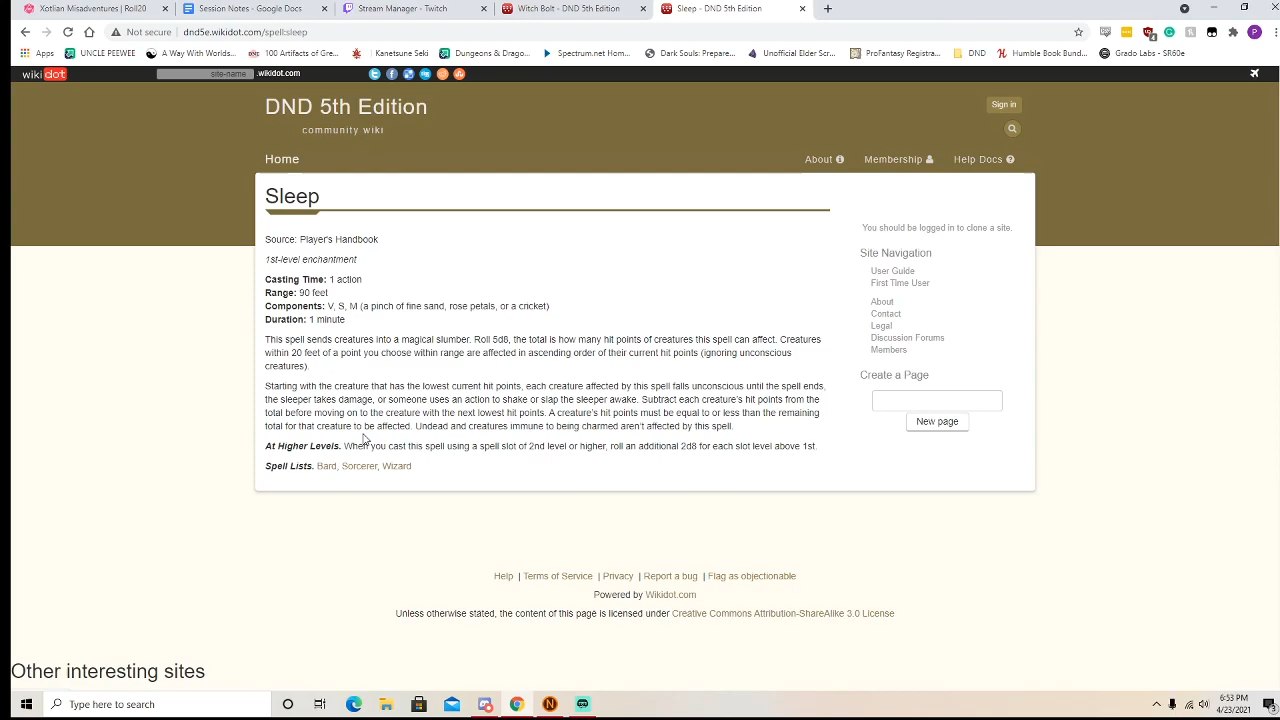 Xotlian Misadventures | Roll20
Session Notes - Google Docs
Stream Manager - Twitch
Witch Bolt - DND 5th Edition
Sleep - DND 5th Edition
Not secure | dnd5e.wikidot.com/spell:sleep
Apps
UNCLE PEEWEE
A Way With Worlds...
100 Artifacts of Gre...
Kanetsune Seki
Dungeons & Dragon...
Spectrum.net Hom...
Dark Souls: Prepare...
Unofficial Elder Scr...
ProFantasy Registra...
DND
Humble Book Bund...
Grado Labs - SR60e
wikidot
site-name .wikidot.com
DND 5th Edition
community wiki
Sign in
Home
About
Membership
Help Docs
Sleep
Source: Player's Handbook
1st-level enchantment
Casting Time: 1 action
Range: 90 feet
Components: V, S, M (a pinch of fine sand, rose petals, or a cricket)
Duration: 1 minute
This spell sends creatures into a magical slumber. Roll 5d8, the total is how many hit points of creatures this spell can affect. Creatures
within 20 feet of a point you choose within range are affected in ascending order of their current hit points (ignoring unconscious
creatures).
Starting with the creature that has the lowest current hit points, each creature affected by this spell falls unconscious until the spell ends,
the sleeper takes damage, or someone uses an action to shake or slap the sleeper awake. Subtract each creature's hit points from the
total before moving on to the creature with the next lowest hit points. A creature's hit points must be equal to or less than the remaining
total for that creature to be affected. Undead and creatures immune to being charmed aren't affected by this spell.
At Higher Levels. When you cast this spell using a spell slot of 2nd level or higher, roll an additional 2d8 for each slot level above 1st.
Spell Lists. Bard, Sorcerer, Wizard
You should be logged in to clone a site.
Site Navigation
User Guide
First TIme User
About
Contact
Legal
Discussion Forums
Members
Create a Page
New page
Help | Terms of Service | Privacy | Report a bug | Flag as objectionable
Powered by Wikidot.com
Unless otherwise stated, the content of this page is licensed under Creative Commons Attribution-ShareAlike 3.0 License
Other interesting sites
Type here to search
6:53 PM
4/23/2021